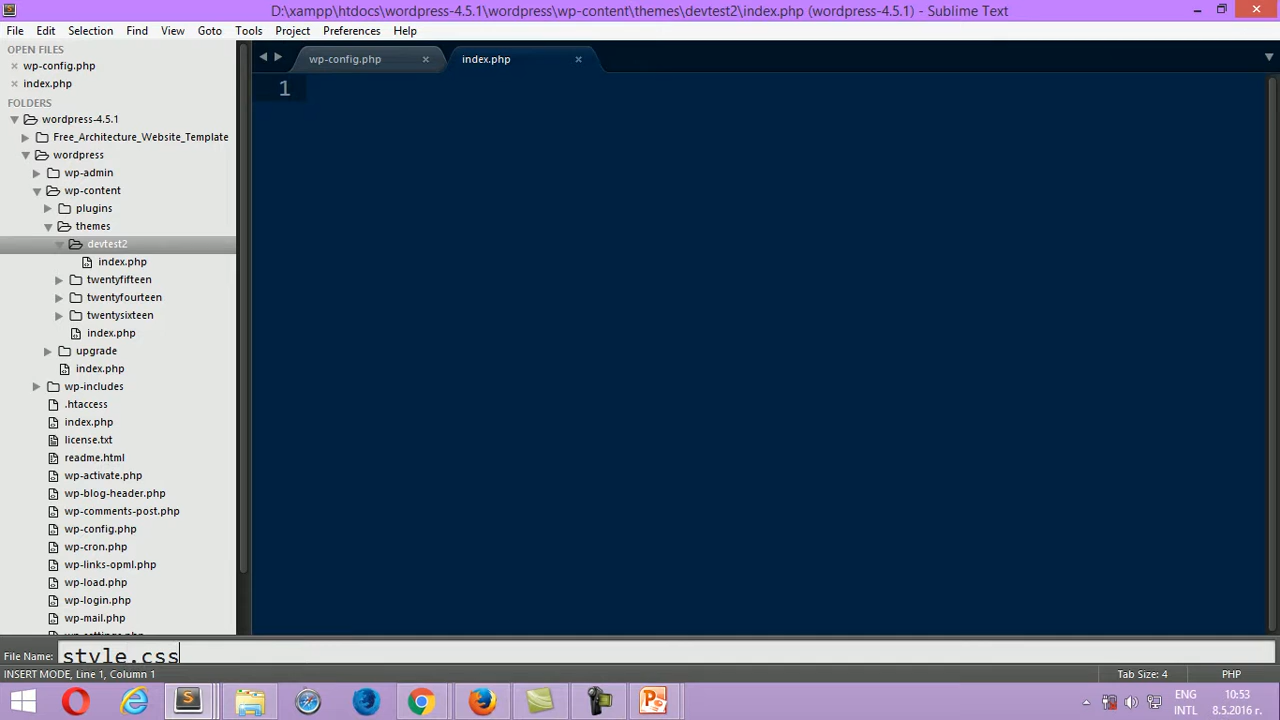 D:\xampp\htdocs\wordpress-4.5.1\wordpress\wp-content\themes\devtest2\index.php (wordpress-4.5.1) - Sublime Text
File Edit Selection Find View Goto Tools Project Preferences Help
OPEN FILES
wp-config.php
index.php
FOLDERS
wordpress-4.5.1
Free_Architecture_Website_Template
wordpress
wp-admin
wp-content
plugins
themes
devtest2
index.php
twentyfifteen
twentyfourteen
twentysixteen
index.php
upgrade
index.php
wp-includes
.htaccess
index.php
license.txt
readme.html
wp-activate.php
wp-blog-header.php
wp-comments-post.php
wp-config.php
wp-cron.php
wp-links-opml.php
wp-load.php
wp-login.php
wp-mail.php
wp-config.php index.php
1
File Name: style.css
INSERT MODE, Line 1, Column 1 Tab Size: 4 PHP
ENG
INTL
10:53
8.5.2016 г.